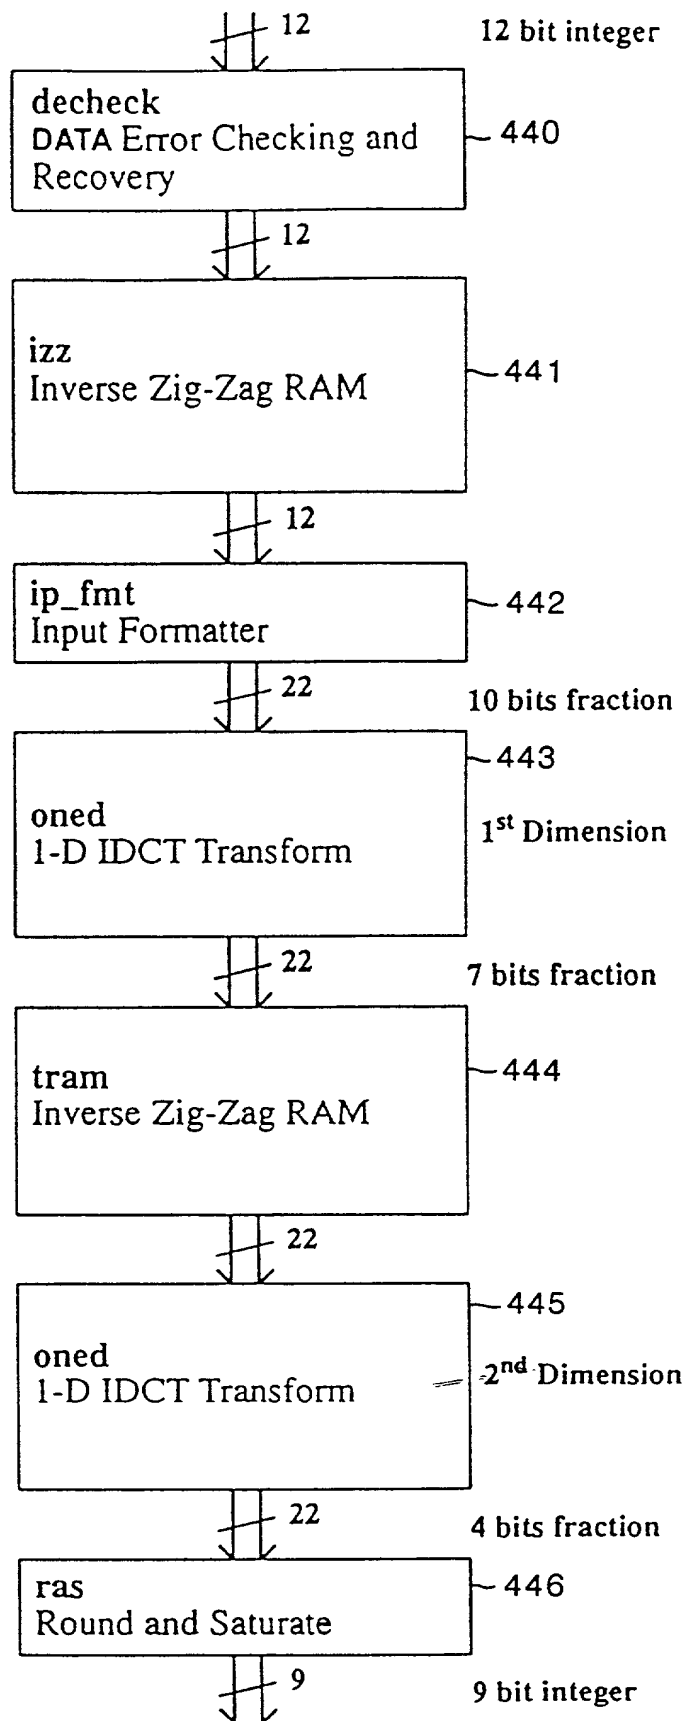 12 12 bit integer
decheck
DATA Error Checking and
Recovery
440
12
izz
Inverse Zig-Zag RAM
441
12
ip_fmt
Input Formatter
442
22 10 bits fraction
443
oned
1-D IDCT Transform
1st Dimension
22 7 bits fraction
tram
Inverse Zig-Zag RAM
444
22
445
oned
1-D IDCT Transform
2nd Dimension
22 4 bits fraction
ras
Round and Saturate
446
9 9 bit integer